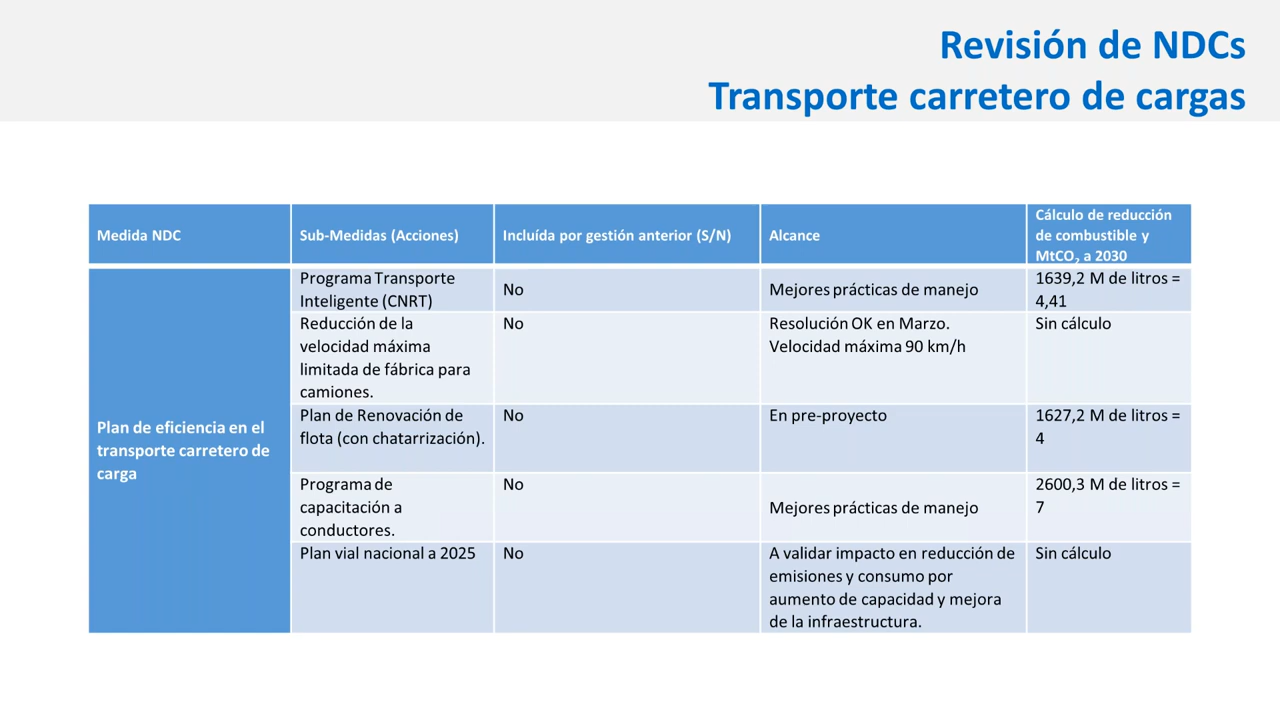 Revisión de NDCs
Transporte carretero de cargas
Medida NDC
Sub-Medidas (Acciones)
Incluída por gestión anterior (S/N)
Alcance
Cálculo de reducción
de combustible y
MtCO₂ a 2030
Plan de eficiencia en el
transporte carretero de
carga
Programa Transporte
Inteligente (CNRT)
No
Mejores prácticas de manejo
1639,2 M de litros =
4,41
Reducción de la
velocidad máxima
limitada de fábrica para
camiones.
No
Resolución OK en Marzo.
Velocidad máxima 90 km/h
Sin cálculo
Plan de Renovación de
flota (con chatarrización).
No
En pre-proyecto
1627,2 M de litros =
4
Programa de
capacitación a
conductores.
No
Mejores prácticas de manejo
2600,3 M de litros =
7
Plan vial nacional a 2025
No
A validar impacto en reducción de
emisiones y consumo por
aumento de capacidad y mejora
de la infraestructura.
Sin cálculo